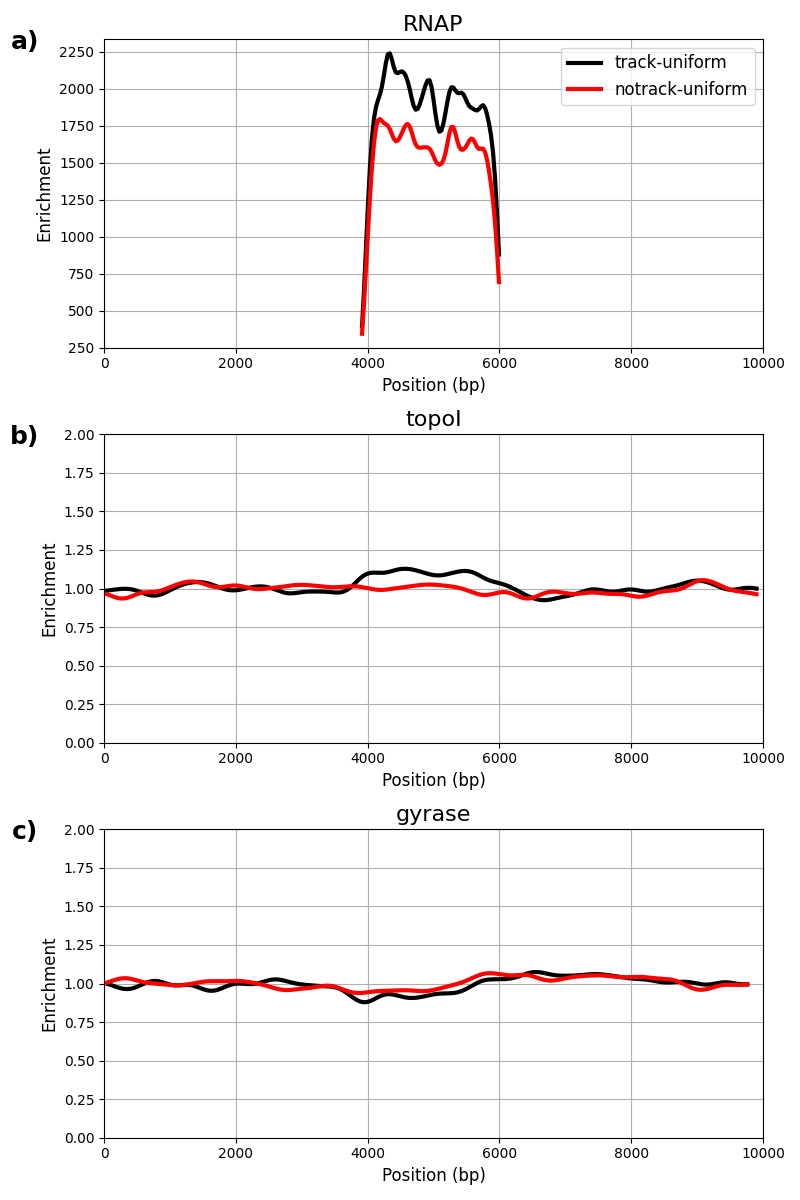 a)
RNAP
2250
2000
1750
1500
1250
1000
750
500
250
Enrichment
track-uniform
notrack-uniform
0 2000 4000 6000 8000 10000
Position (bp)
b)
topoI
2.00
1.75
1.50
1.25
1.00
0.75
0.50
0.25
0.00
Enrichment
0 2000 4000 6000 8000 10000
Position (bp)
c)
gyrase
2.00
1.75
1.50
1.25
1.00
0.75
0.50
0.25
0.00
Enrichment
0 2000 4000 6000 8000 10000
Position (bp)